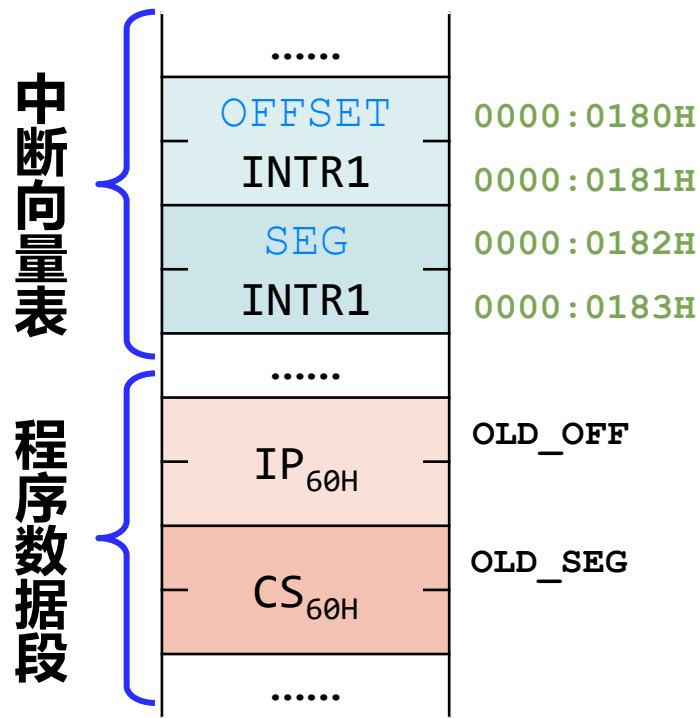 中断向量表
……
OFFSET
INTR1
0000:0180H
0000:0181H
SEG
INTR1
0000:0182H
0000:0183H
……
程序数据段
IP60H
OLD_OFF
CS60H
OLD_SEG
……